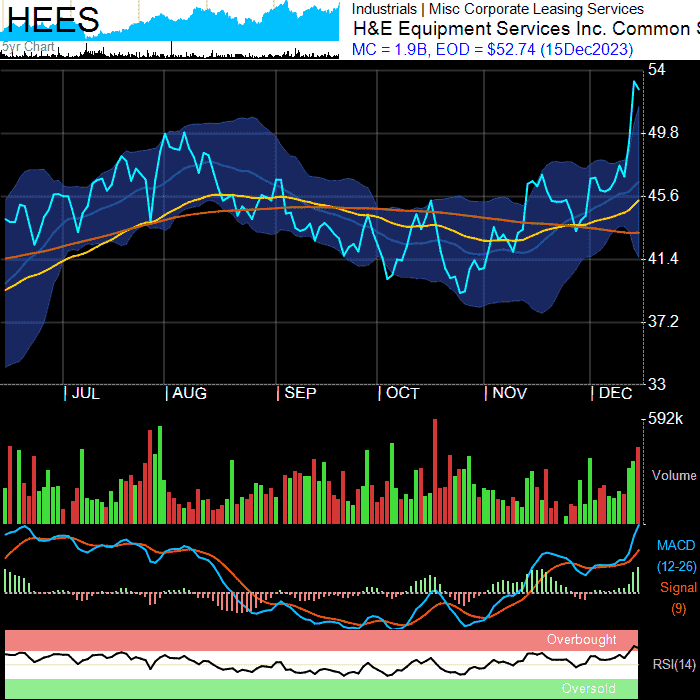 HEES
5yr Chart
Industrials | Misc Corporate Leasing Services
H&E Equipment Services Inc. Common S
MC = 1.9B, EOD = $52.74 (15Dec2023)
54
49.8
45.6
41.4
37.2
33
| JUL | AUG | SEP | OCT | NOV | DEC
592k
Volume
MACD
(12-26)
Signal
(9)
Overbought
RSI(14)
Oversold